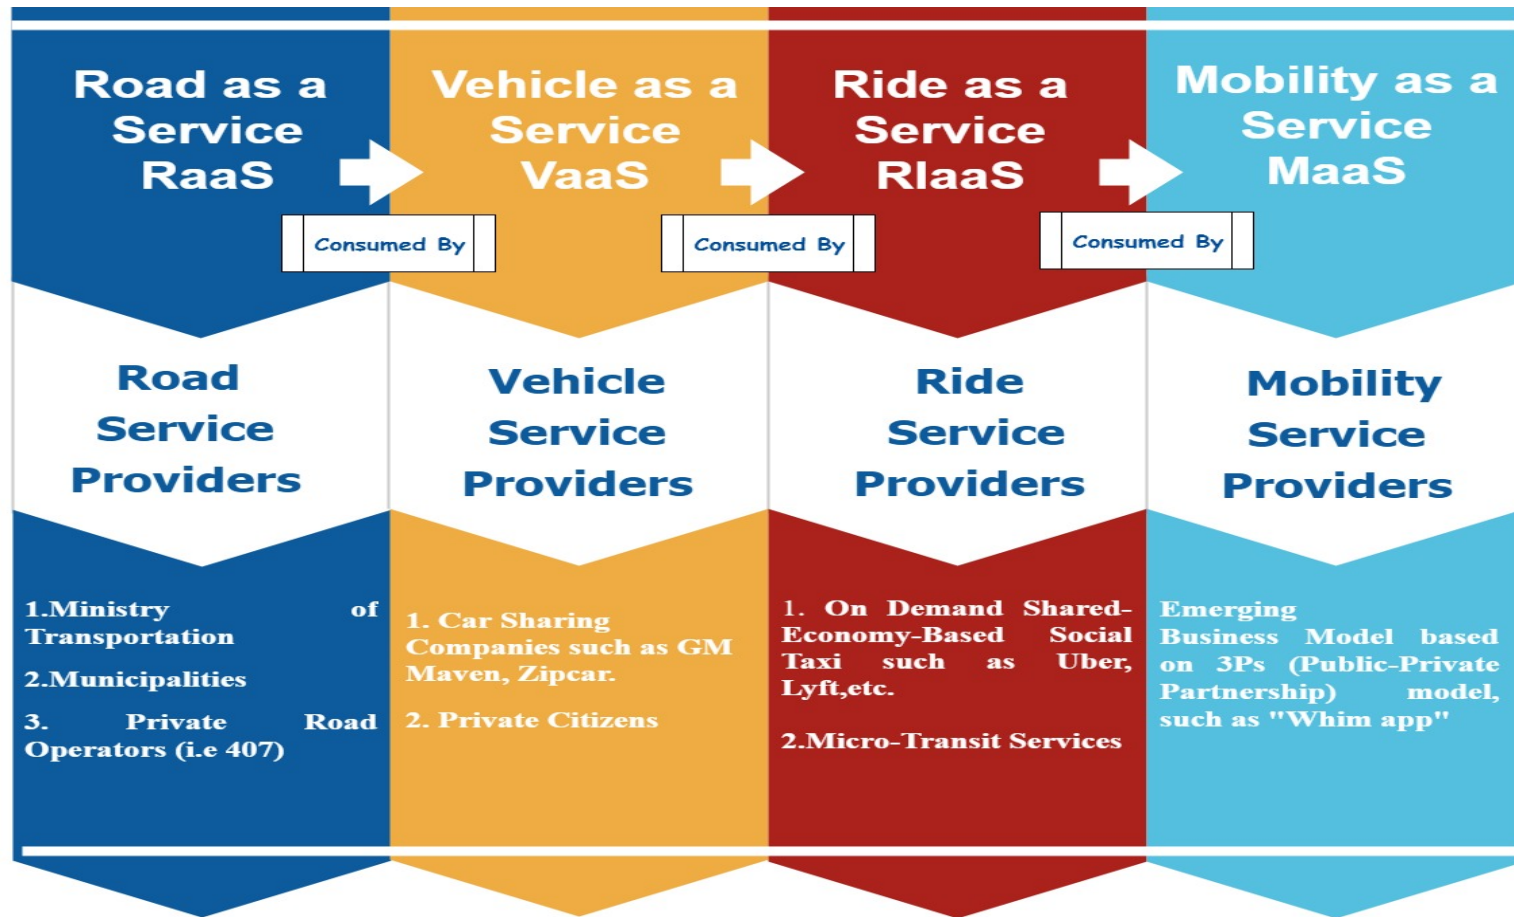 Road as a
Service
RaaS
Vehicle as a
Service
VaaS
Ride as a
Service
RIaaS
Mobility as a
Service
MaaS
Consumed By
Consumed By
Consumed By
Road
Service
Providers
Vehicle
Service
Providers
Ride
Service
Providers
Mobility
Service
Providers
1.Ministry of
Transportation
2.Municipalities
3. Private Road
Operators (i.e 407)
1. Car Sharing
Companies such as GM
Maven, Zipcar.
2. Private Citizens
1. On Demand Shared-
Economy-Based Social
Taxi such as Uber,
Lyft,etc.
2.Micro-Transit Services
Emerging
Business Model based
on 3Ps (Public-Private
Partnership) model,
such as "Whim app"